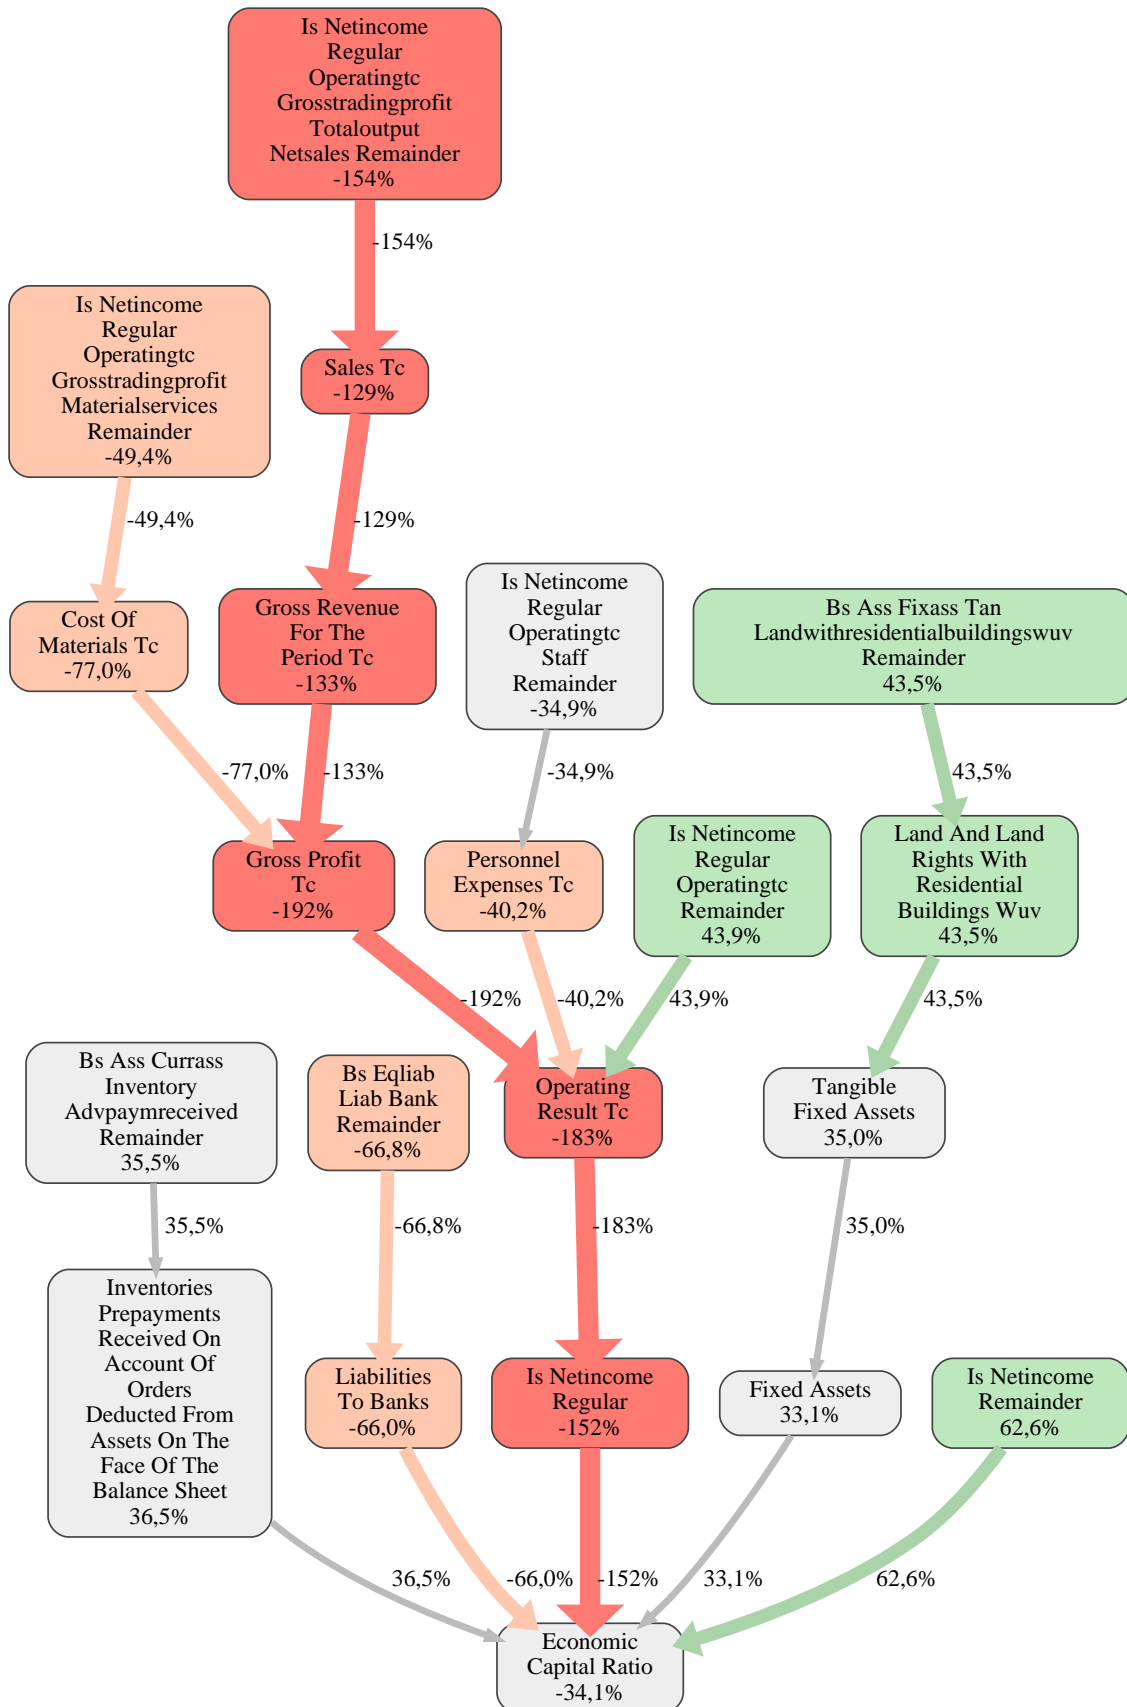 Is Netincome
Regular
Operatingtc
Grosstradingprofit
Totaloutput
Netsales Remainder
-154%
-154%
Is Netincome
Regular
Operatingtc
Grosstradingprofit
Materialservices
Remainder
-49,4%
Sales Tc
-129%
-49,4%
-129%
Cost Of
Materials Tc
-77,0%
Gross Revenue
For The
Period Tc
-133%
Is Netincome
Regular
Operatingtc
Staff
Remainder
-34,9%
Bs Ass Fixass Tan
Landwithresidentialbuildingswuv
Remainder
43,5%
-77,0%
-133%
-34,9%
43,5%
Gross Profit
Tc
-192%
Personnel
Expenses Tc
-40,2%
Is Netincome
Regular
Operatingtc
Remainder
43,9%
Land And Land
Rights With
Residential
Buildings Wuv
43,5%
-192%
-40,2%
43,9%
43,5%
Bs Ass Currass
Inventory
Advpaymreceived
Remainder
35,5%
Bs Eqliab
Liab Bank
Remainder
-66,8%
Operating
Result Tc
-183%
Tangible
Fixed Assets
35,0%
35,5%
-66,8%
-183%
35,0%
Inventories
Prepayments
Received On
Account Of
Orders
Deducted From
Assets On The
Face Of The
Balance Sheet
36,5%
Liabilities
To Banks
-66,0%
Is Netincome
Regular
-152%
Fixed Assets
33,1%
Is Netincome
Remainder
62,6%
36,5%
-66,0%
-152%
33,1%
62,6%
Economic
Capital Ratio
-34,1%